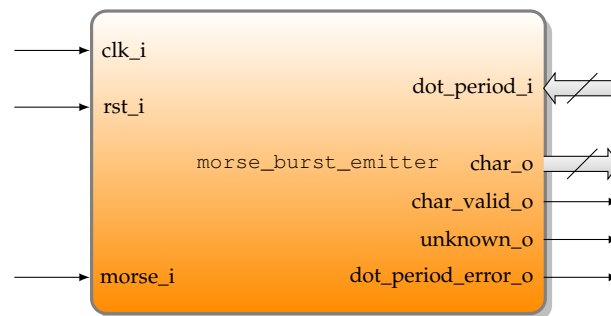 clk_i
dot_period_i
rst_i
morse_burst_emitter
char_o
char_valid_o
unknown_o
morse_i
dot_period_error_o